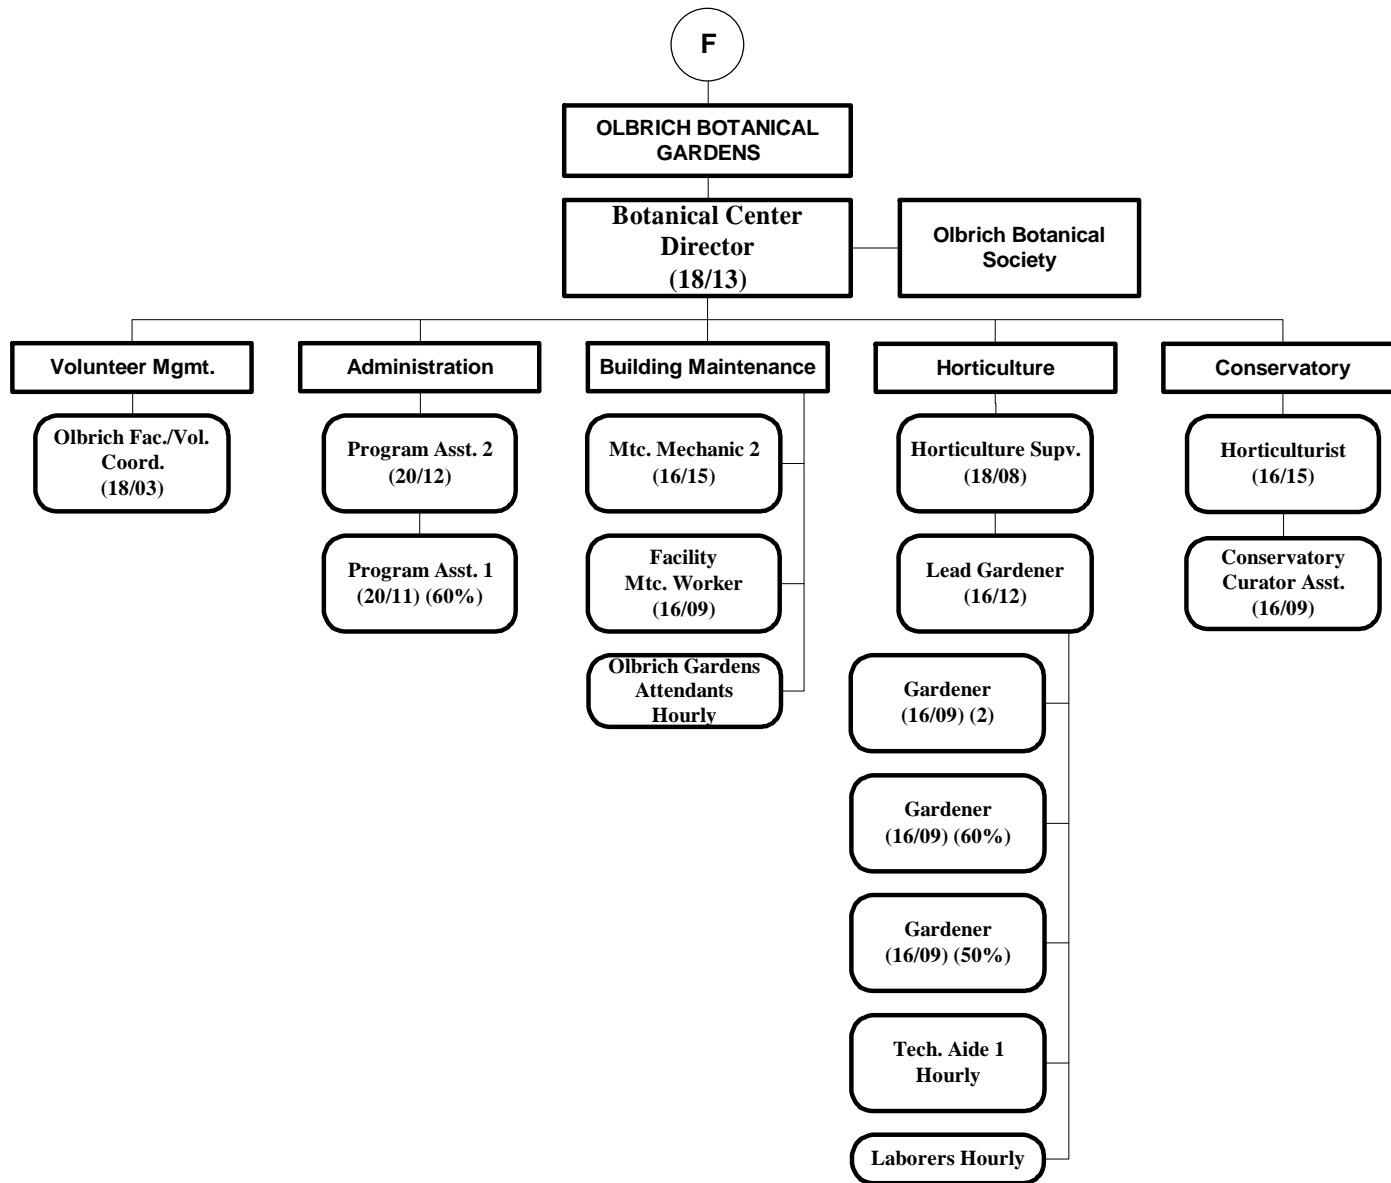 F
OLBRICH BOTANICAL
GARDENS
Botanical Center
Director
(18/13)
Olbrich Botanical
Society
Volunteer Mgmt.
Olbrich Fac./Vol.
Coord.
(18/03)
Administration
Program Asst. 2
(20/12)
Program Asst. 1
(20/11) (60%)
Building Maintenance
Mtc. Mechanic 2
(16/15)
Facility
Mtc. Worker
(16/09)
Olbrich Gardens
Attendants
Hourly
Horticulture
Horticulture Supv.
(18/08)
Lead Gardener
(16/12)
Gardener
(16/09) (2)
Gardener
(16/09) (60%)
Gardener
(16/09) (50%)
Tech. Aide 1
Hourly
Laborers Hourly
Conservatory
Horticulturist
(16/15)
Conservatory
Curator Asst.
(16/09)